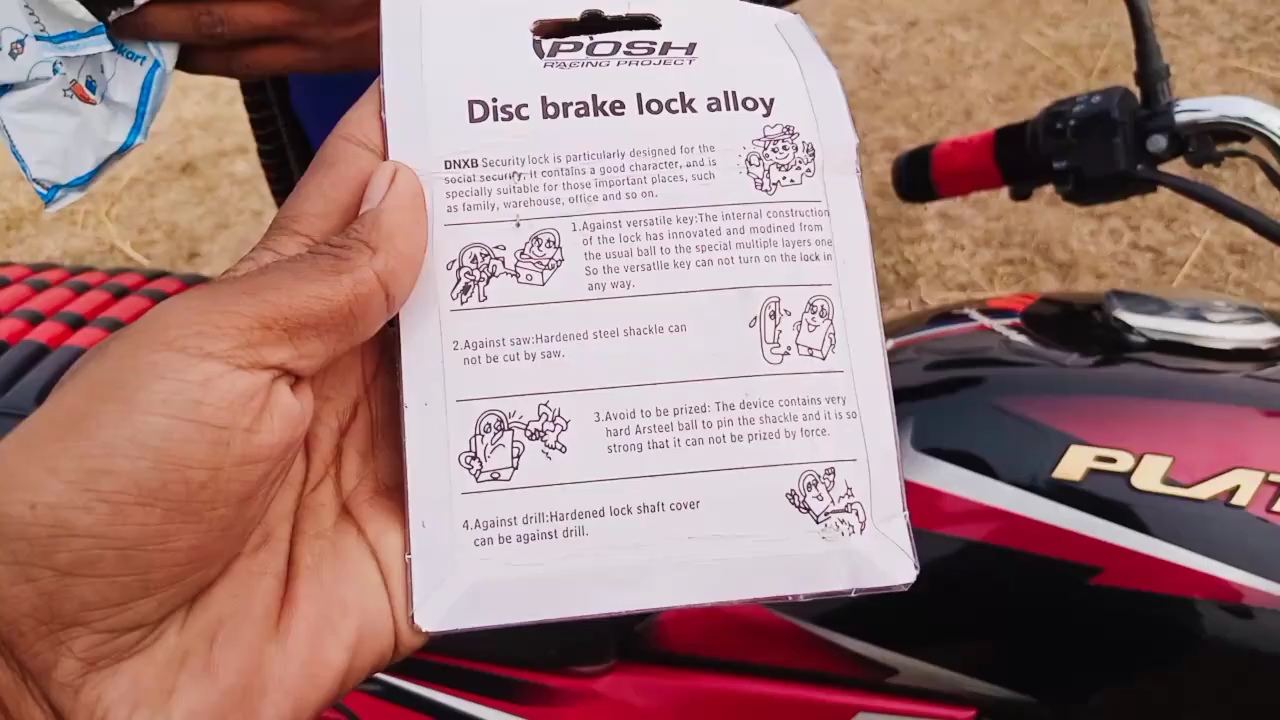 kart
POSH
RACING PROJECT
Disc brake lock alloy
DNXB Security lock is particularly designed for the
social security, it contains a good character, and is
specially suitable for those important places, such
as family, warehouse, office and so on.
1.Against versatile key:The internal construction
of the lock has innovated and modined from
the usual ball to the special multiple layers one
So the versatlle key can not turn on the lock in
any way.
2.Against saw:Hardened steel shackle can
not be cut by saw.
3.Avoid to be prized: The device contains very
hard Arsteel ball to pin the shackle and it is so
strong that it can not be prized by force.
4.Against drill:Hardened lock shaft cover
can be against drill.
PLAT